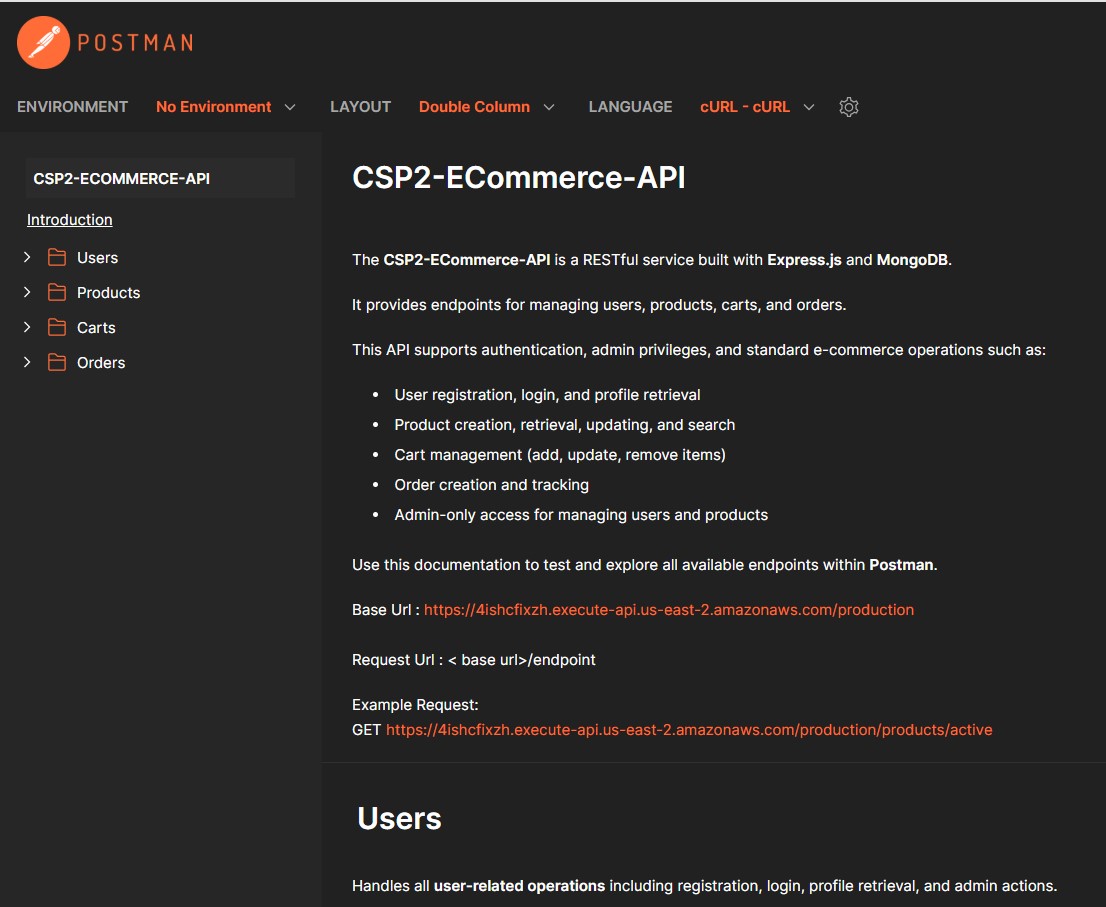 POSTMAN
ENVIRONMENT No Environment LAYOUT Double Column LANGUAGE cURL - cURL
CSP2-ECOMMERCE-API
Introduction
Users
Products
Carts
Orders
CSP2-ECommerce-API
The CSP2-ECommerce-API is a RESTful service built with Express.js and MongoDB.
It provides endpoints for managing users, products, carts, and orders.
This API supports authentication, admin privileges, and standard e-commerce operations such as:
• User registration, login, and profile retrieval
• Product creation, retrieval, updating, and search
• Cart management (add, update, remove items)
• Order creation and tracking
• Admin-only access for managing users and products
Use this documentation to test and explore all available endpoints within Postman.
Base Url : https://4ishcfixzh.execute-api.us-east-2.amazonaws.com/production
Request Url : < base url>/endpoint
Example Request:
GET https://4ishcfixzh.execute-api.us-east-2.amazonaws.com/production/products/active
Users
Handles all user-related operations including registration, login, profile retrieval, and admin actions.